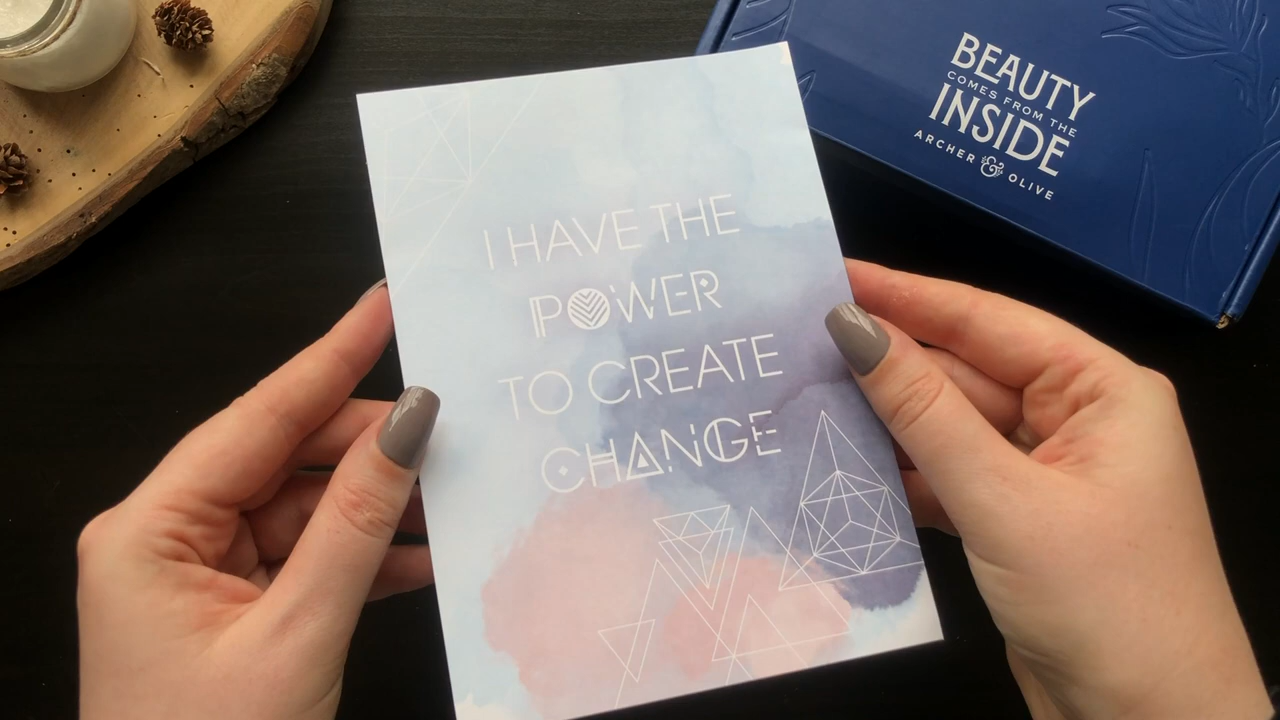 I HAVE THE
POWER
TO CREATE
CHANGE
BEAUTY
COMES FROM THE
INSIDE
ARCHER & OLIVE